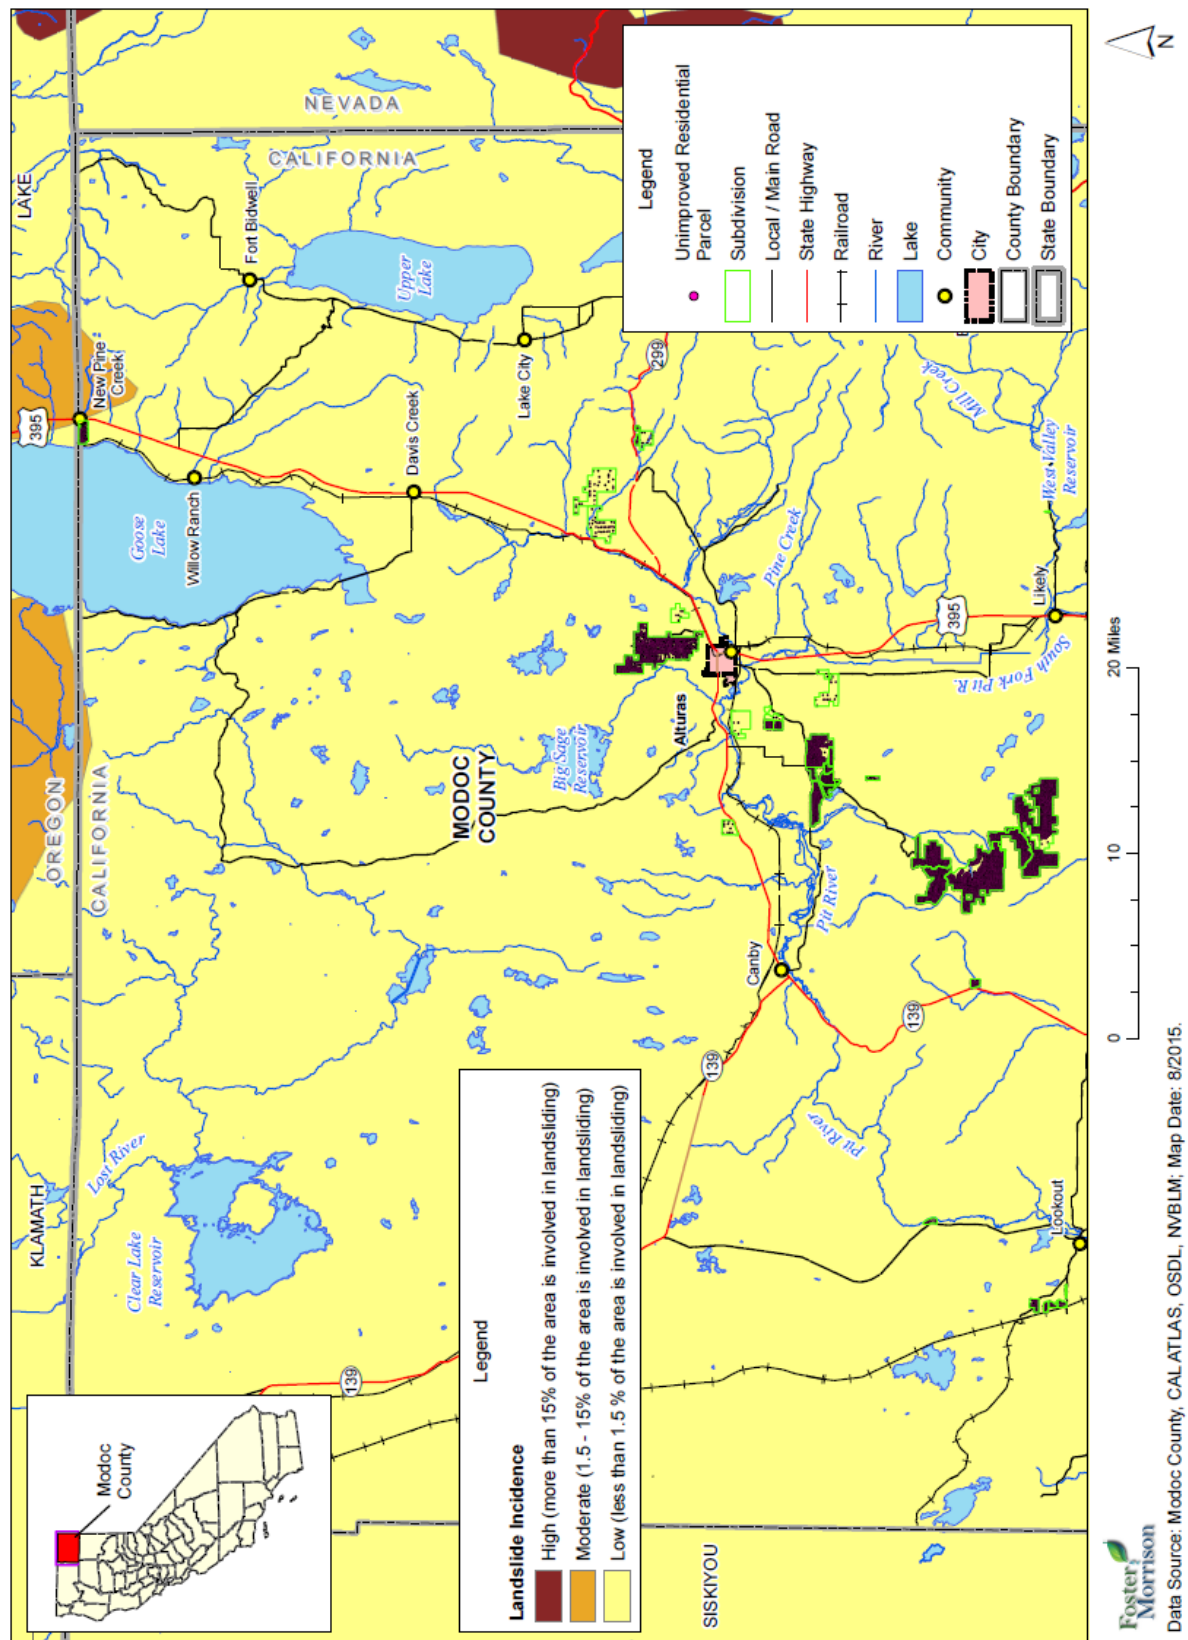 LAKE
KLAMATH
OREGON
CALIFORNIA
NEVADA
CALIFORNIA
395
New Pine
Creek
Fort Bidwell
Upper
Lake
Lake City
Goose
Lake
Willow Ranch
Davis Creek
Lost River
Clear Lake
Reservoir
139
MODOC
COUNTY
Big Sage
Reservoir
Alturas
299
Pine Creek
Mill Creek
West Valley
Reservoir
Likely
395
South Fork Pit R.
Canby
Pit River
139
139
Pit River
Lookout
SISKIYOU
Modoc
County
Legend
Landslide Incidence
High (more than 15% of the area is involved in landsliding)
Moderate (1.5 - 15% of the area is involved in landsliding)
Low (less than 1.5 % of the area is involved in landsliding)
Legend
Unimproved Residential
Parcel
Subdivision
Local / Main Road
State Highway
Railroad
River
Lake
Community
City
County Boundary
State Boundary
0 10 20 Miles
N
Foster
Morrison
Data Source: Modoc County, CAL ATLAS, OSDL, NVBLM; Map Date: 8/2015.